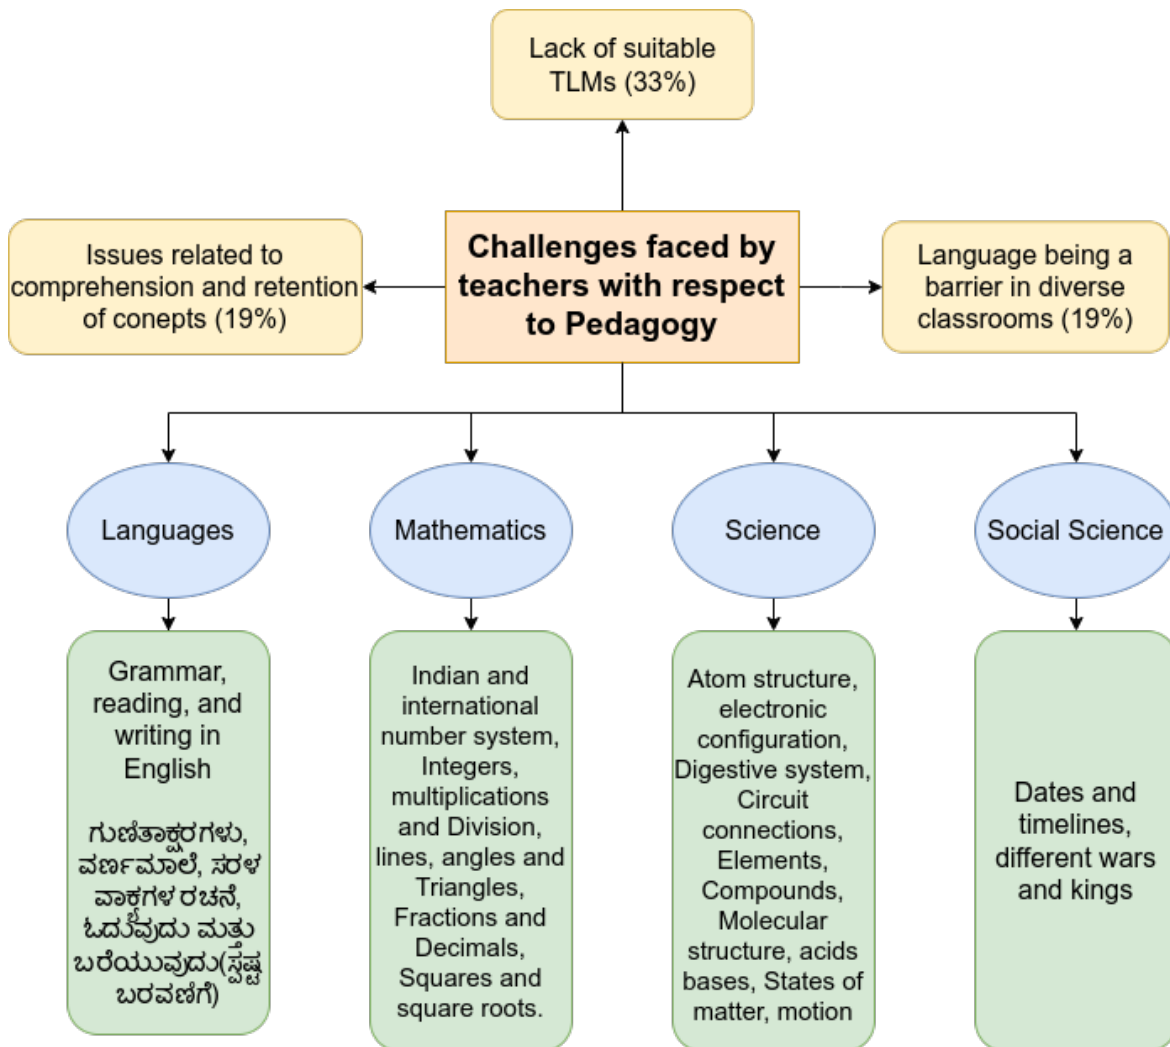 Lack of suitable
TLMs (33%)
Issues related to
comprehension and retention
of conepts (19%)
Challenges faced by
teachers with respect
to Pedagogy
Language being a
barrier in diverse
classrooms (19%)
Languages
Mathematics
Science
Social Science
Grammar,
reading, and
writing in
English
ಗುಣಿತಾಕ್ಷರಗಳು,
ವರ್ಣಮಾಲೆ, ಸರಳ
ವಾಕ್ಯಗಳ ರಚನೆ,
ಓದುವುದು ಮತ್ತು
ಬರೆಯುವುದು(ಸ್ಪಷ್ಟ
ಬರವಣಿಗೆ)
Indian and
international
number system,
Integers,
multiplications
and Division,
lines, angles and
Triangles,
Fractions and
Decimals,
Squares and
square roots.
Atom structure,
electronic
configuration,
Digestive system,
Circuit
connections,
Elements,
Compounds,
Molecular
structure, acids
bases, States of
matter, motion
Dates and
timelines,
different wars
and kings